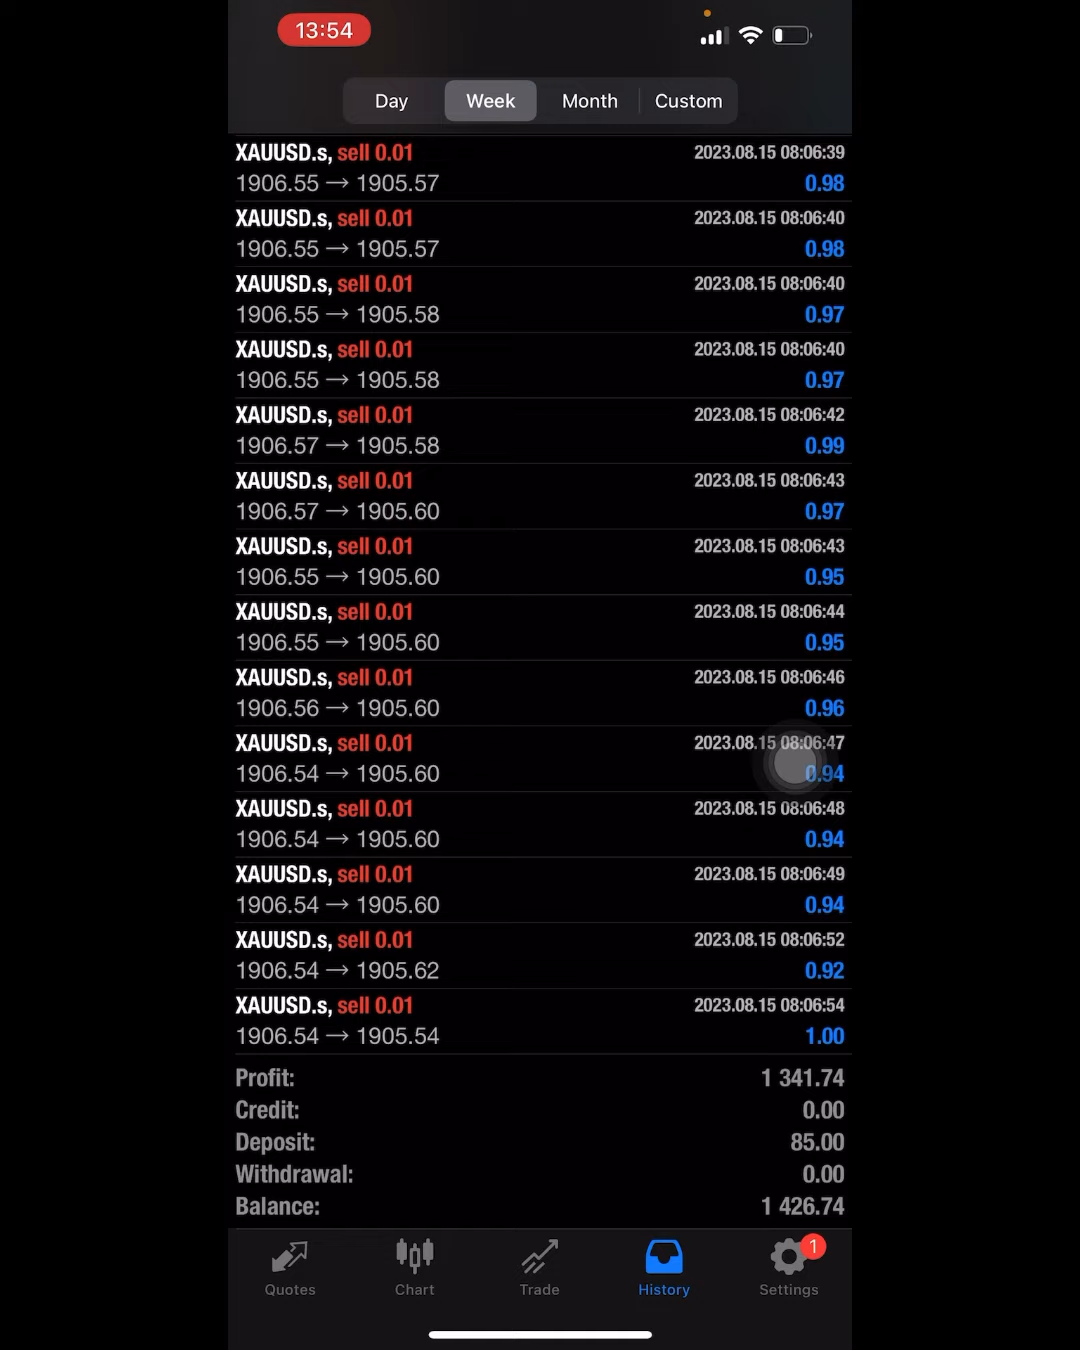 13:54
Day Week Month Custom
XAUUSD.s, sell 0.01 2023.08.15 08:06:39
1906.55 → 1905.57 0.98
XAUUSD.s, sell 0.01 2023.08.15 08:06:40
1906.55 → 1905.57 0.98
XAUUSD.s, sell 0.01 2023.08.15 08:06:40
1906.55 → 1905.58 0.97
XAUUSD.s, sell 0.01 2023.08.15 08:06:40
1906.55 → 1905.58 0.97
XAUUSD.s, sell 0.01 2023.08.15 08:06:42
1906.57 → 1905.58 0.99
XAUUSD.s, sell 0.01 2023.08.15 08:06:43
1906.57 → 1905.60 0.97
XAUUSD.s, sell 0.01 2023.08.15 08:06:43
1906.55 → 1905.60 0.95
XAUUSD.s, sell 0.01 2023.08.15 08:06:44
1906.55 → 1905.60 0.95
XAUUSD.s, sell 0.01 2023.08.15 08:06:46
1906.56 → 1905.60 0.96
XAUUSD.s, sell 0.01 2023.08.15 08:06:47
1906.54 → 1905.60 0.94
XAUUSD.s, sell 0.01 2023.08.15 08:06:48
1906.54 → 1905.60 0.94
XAUUSD.s, sell 0.01 2023.08.15 08:06:49
1906.54 → 1905.60 0.94
XAUUSD.s, sell 0.01 2023.08.15 08:06:52
1906.54 → 1905.62 0.92
XAUUSD.s, sell 0.01 2023.08.15 08:06:54
1906.54 → 1905.54 1.00
Profit: 1 341.74
Credit: 0.00
Deposit: 85.00
Withdrawal: 0.00
Balance: 1 426.74
1
Quotes Chart Trade History Settings